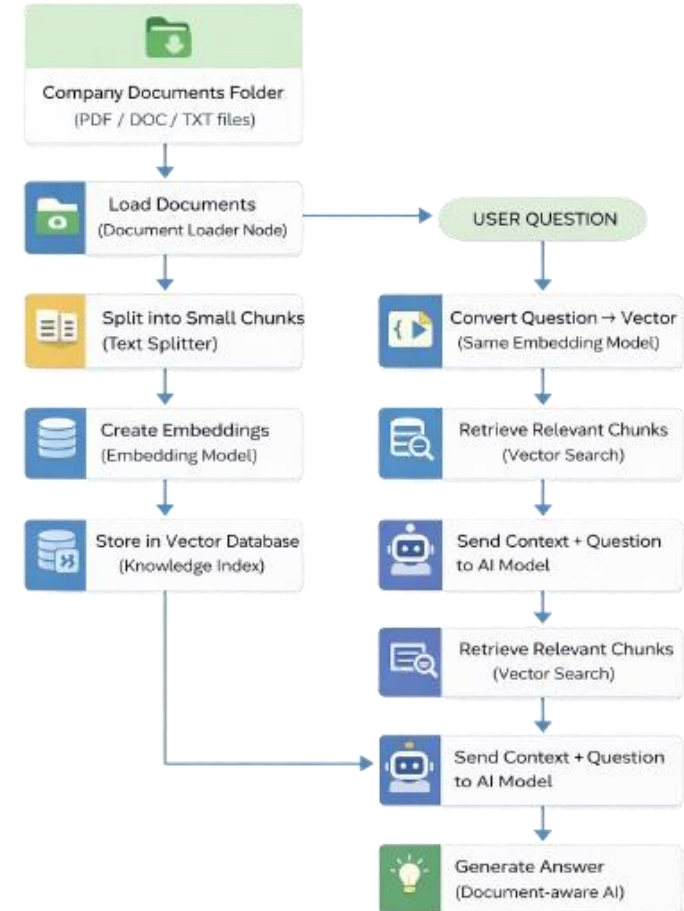 Company Documents Folder
(PDF / DOC / TXT files)
Load Documents
(Document Loader Node)
Split into Small Chunks
(Text Splitter)
Create Embeddings
(Embedding Model)
Store in Vector Database
(Knowledge Index)
USER QUESTION
Convert Question → Vector
(Same Embedding Model)
Retrieve Relevant Chunks
(Vector Search)
Send Context + Question
to AI Model
Retrieve Relevant Chunks
(Vector Search)
Send Context + Question
to AI Model
Generate Answer
(Document-aware AI)